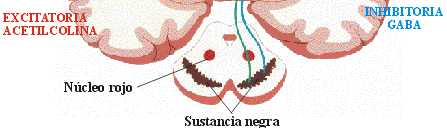 EXCITATORIA
ACETILCOLINA
INHIBITORIA
GABA
Núcleo rojo
Sustancia negra